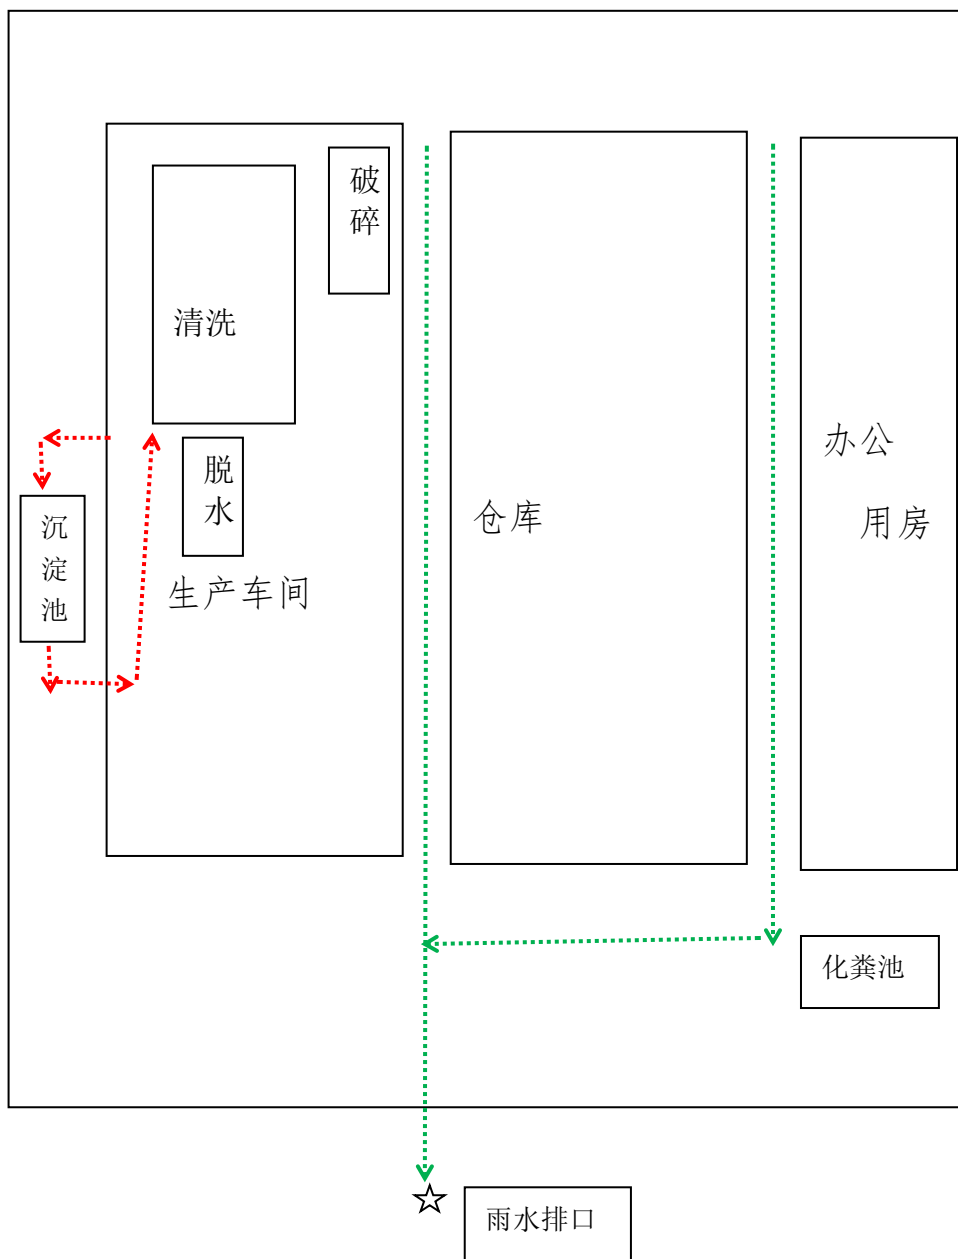 破
碎
清洗
脱
水
沉
淀
池
生产车间
仓库
办公
用房
化粪池
雨水排口